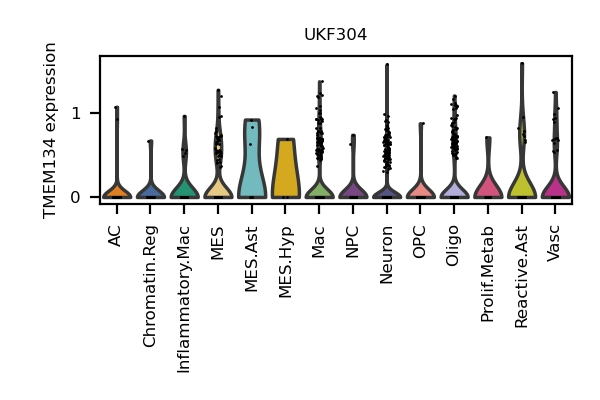 UKF304
TMEM134 expression
1
0
AC
Chromatin.Reg
Inflammatory.Mac
MES
MES.Ast
MES.Hyp
Mac
NPC
Neuron
OPC
Oligo
Prolif.Metab
Reactive.Ast
Vasc